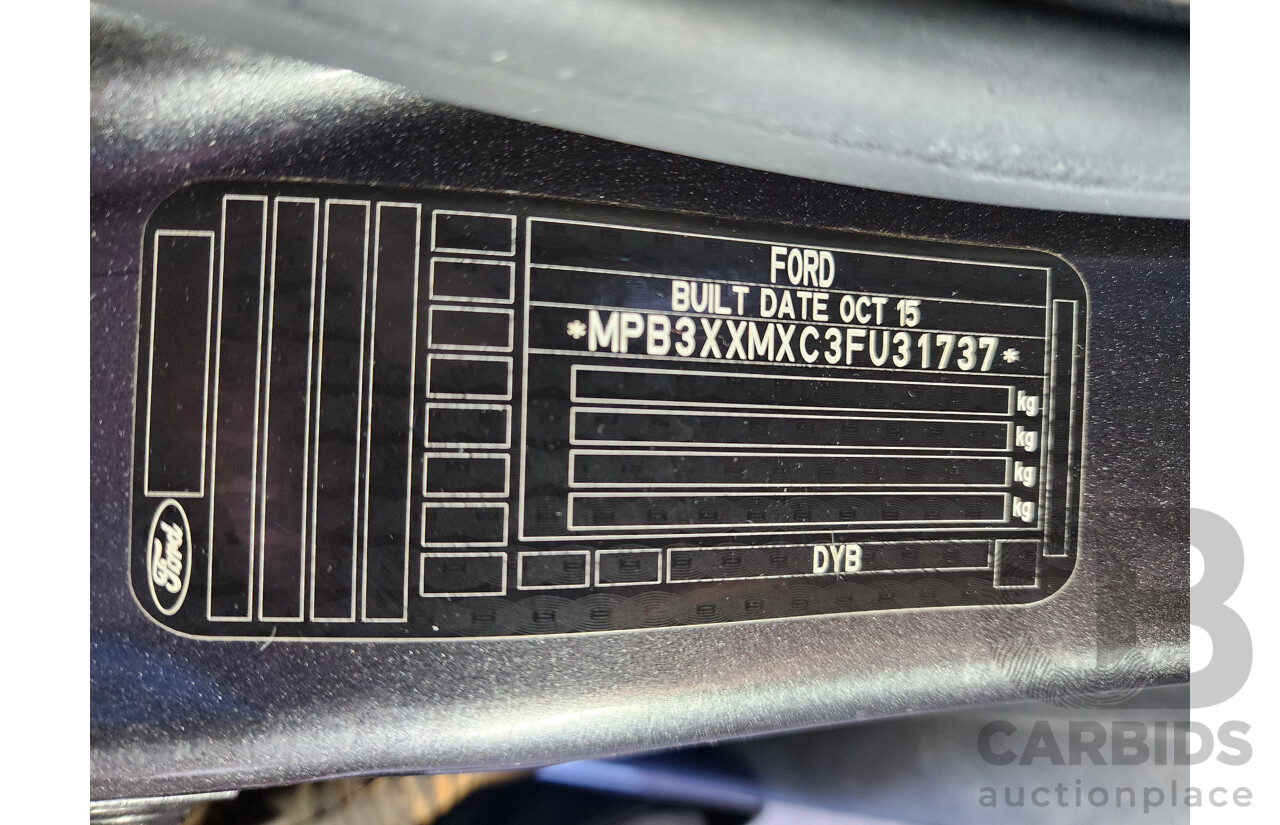 FORD
BUILT DATE OCT 15
*MPB3XXMXC3FU31737*
kg
kg
kg
kg
DYB
Ford
B
CARBIDS
auctionplace